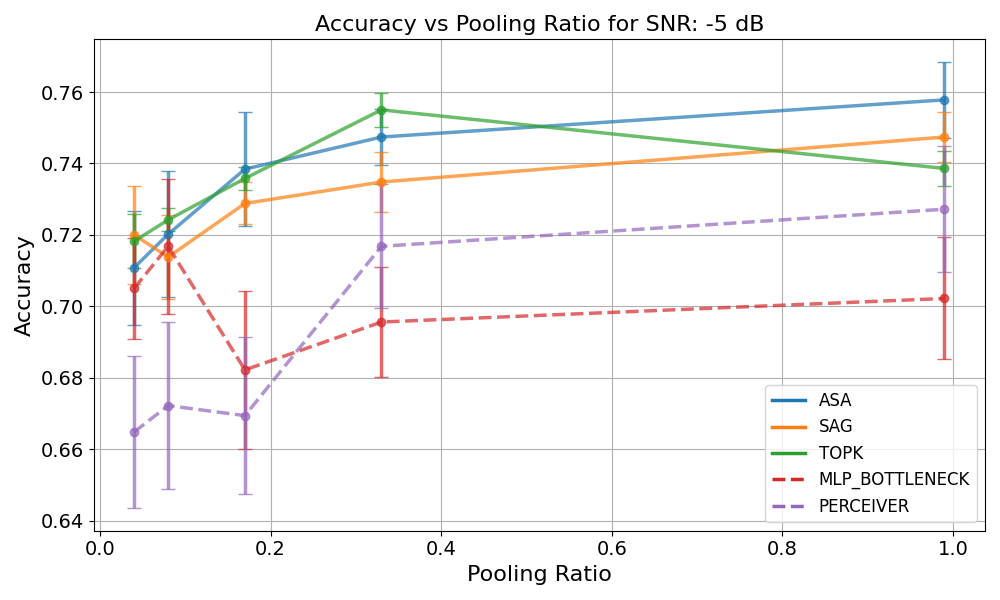 Accuracy vs Pooling Ratio for SNR: -5 dB
Accuracy
0.76
0.74
0.72
0.70
0.68
0.66
0.64
0.0 0.2 0.4 0.6 0.8 1.0
Pooling Ratio
ASA
SAG
TOPK
MLP_BOTTLENECK
PERCEIVER